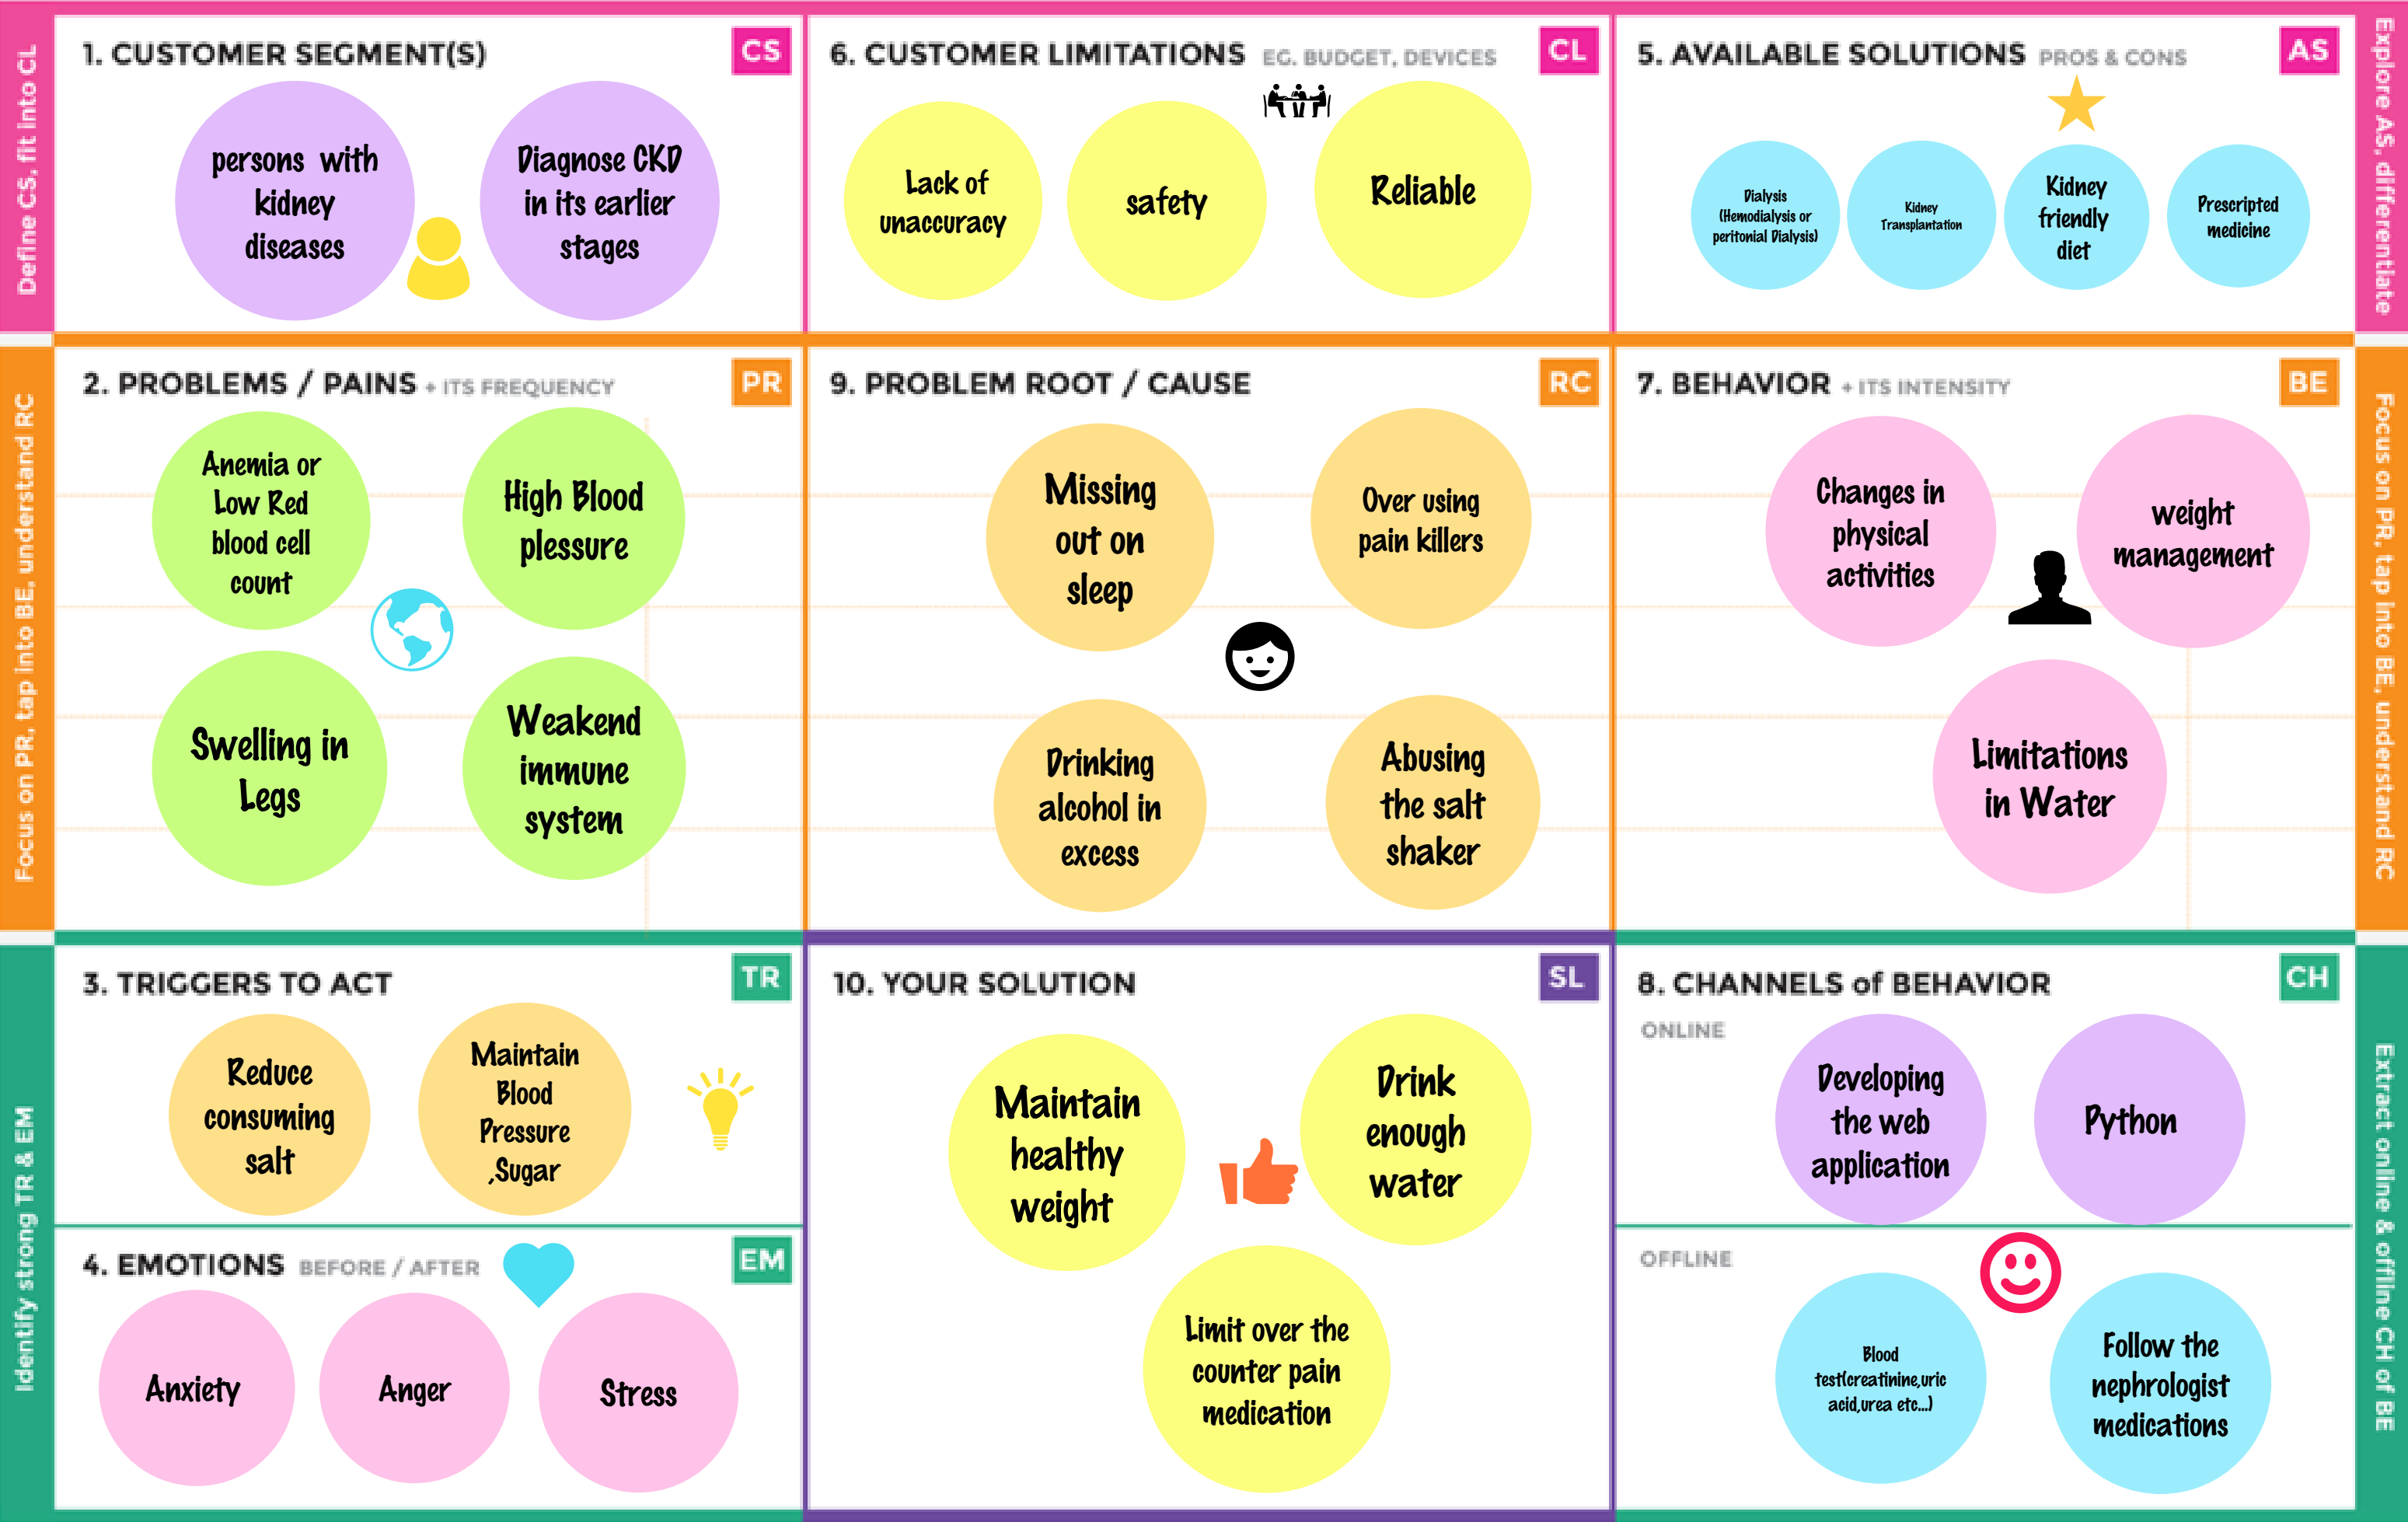 Define CS, fit into CL
1. CUSTOMER SEGMENT(S)
CS
persons with
kidney
diseases
Diagnose CKD
in its earlier
stages
6. CUSTOMER LIMITATIONS EG. BUDGET, DEVICES
CL
Lack of
unaccuracy
safety
Reliable
5. AVAILABLE SOLUTIONS PROS & CONS
AS
Dialysis
(Hemodialysis or
peritonial Dialysis)
Kidney
Transplantation
Kidney
friendly
diet
Prescripted
medicine
Explore AS, differentiate
Focus on PR, tap into BE, understand RC
2. PROBLEMS / PAINS + ITS FREQUENCY
PR
Anemia or
Low Red
blood cell
count
High Blood
plessure
Swelling in
Legs
Weakend
immune
system
9. PROBLEM ROOT / CAUSE
RC
Missing
out on
sleep
Over using
pain killers
Drinking
alcohol in
excess
Abusing
the salt
shaker
7. BEHAVIOR + ITS INTENSITY
BE
Changes in
physical
activities
weight
management
Limitations
in Water
Focus on PR, tap into BE, understand RC
Identify strong TR & EM
3. TRIGGERS TO ACT
TR
Reduce
consuming
salt
Maintain
Blood
Pressure
,Sugar
4. EMOTIONS BEFORE / AFTER
EM
Anxiety
Anger
Stress
10. YOUR SOLUTION
SL
Maintain
healthy
weight
Drink
enough
water
Limit over the
counter pain
medication
8. CHANNELS of BEHAVIOR
CH
ONLINE
Developing
the web
application
Python
OFFLINE
Blood
test(creatinine,uric
acid,urea etc...)
Follow the
nephrologist
medications
Extract online & offline CH of BE